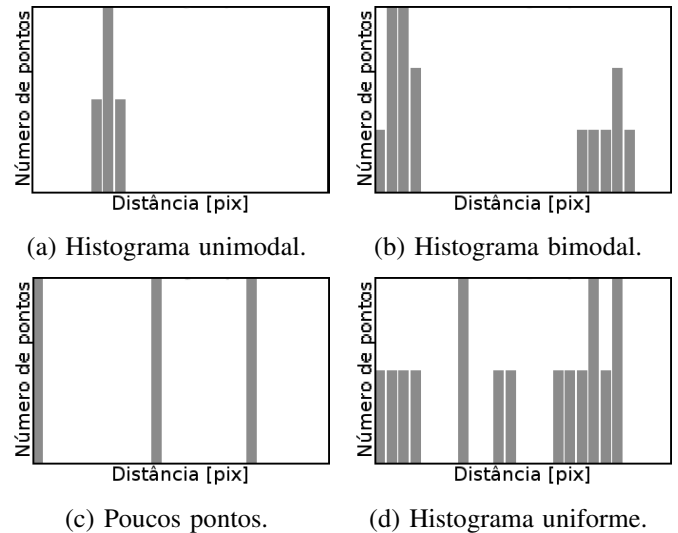 Número de pontos
Distância [pix]
(a) Histograma unimodal.
Número de pontos
Distância [pix]
(b) Histograma bimodal.
Número de pontos
Distância [pix]
(c) Poucos pontos.
Número de pontos
Distância [pix]
(d) Histograma uniforme.